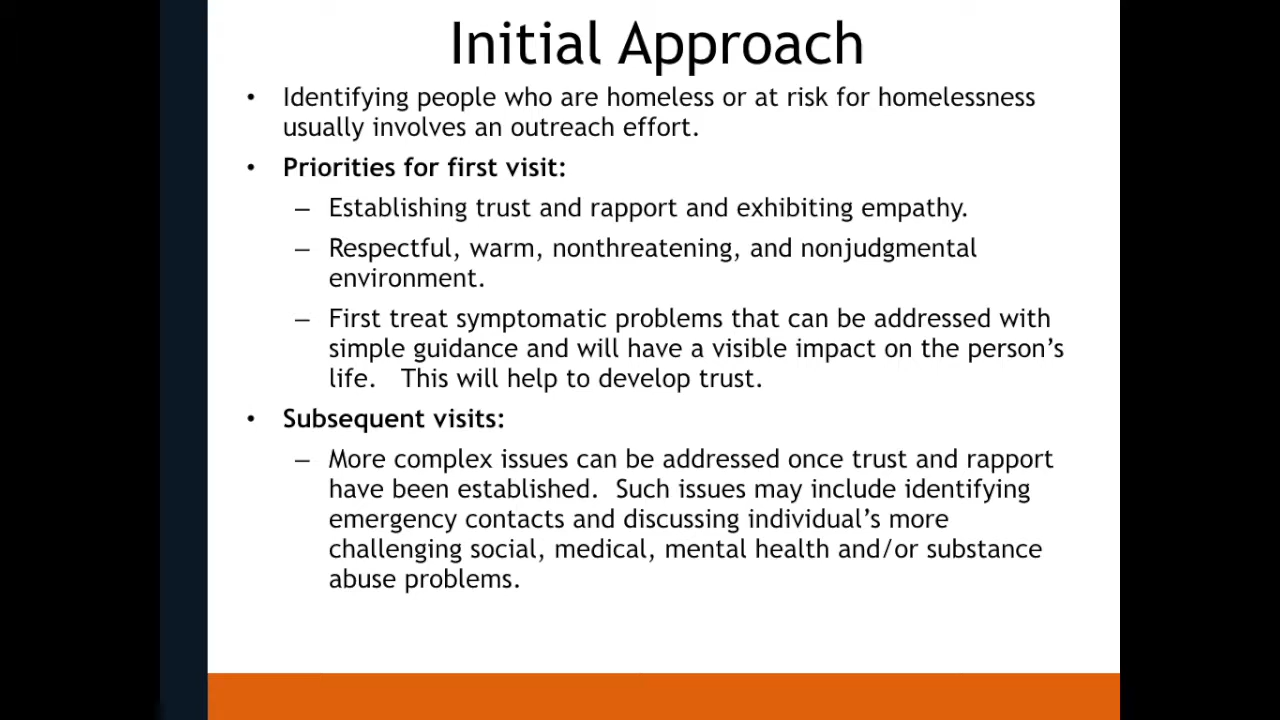 Initial Approach
• Identifying people who are homeless or at risk for homelessness
usually involves an outreach effort.
• Priorities for first visit:
– Establishing trust and rapport and exhibiting empathy.
– Respectful, warm, nonthreatening, and nonjudgmental
environment.
– First treat symptomatic problems that can be addressed with
simple guidance and will have a visible impact on the person’s
life.   This will help to develop trust.
• Subsequent visits:
– More complex issues can be addressed once trust and rapport
have been established.  Such issues may include identifying
emergency contacts and discussing individual’s more
challenging social, medical, mental health and/or substance
abuse problems.